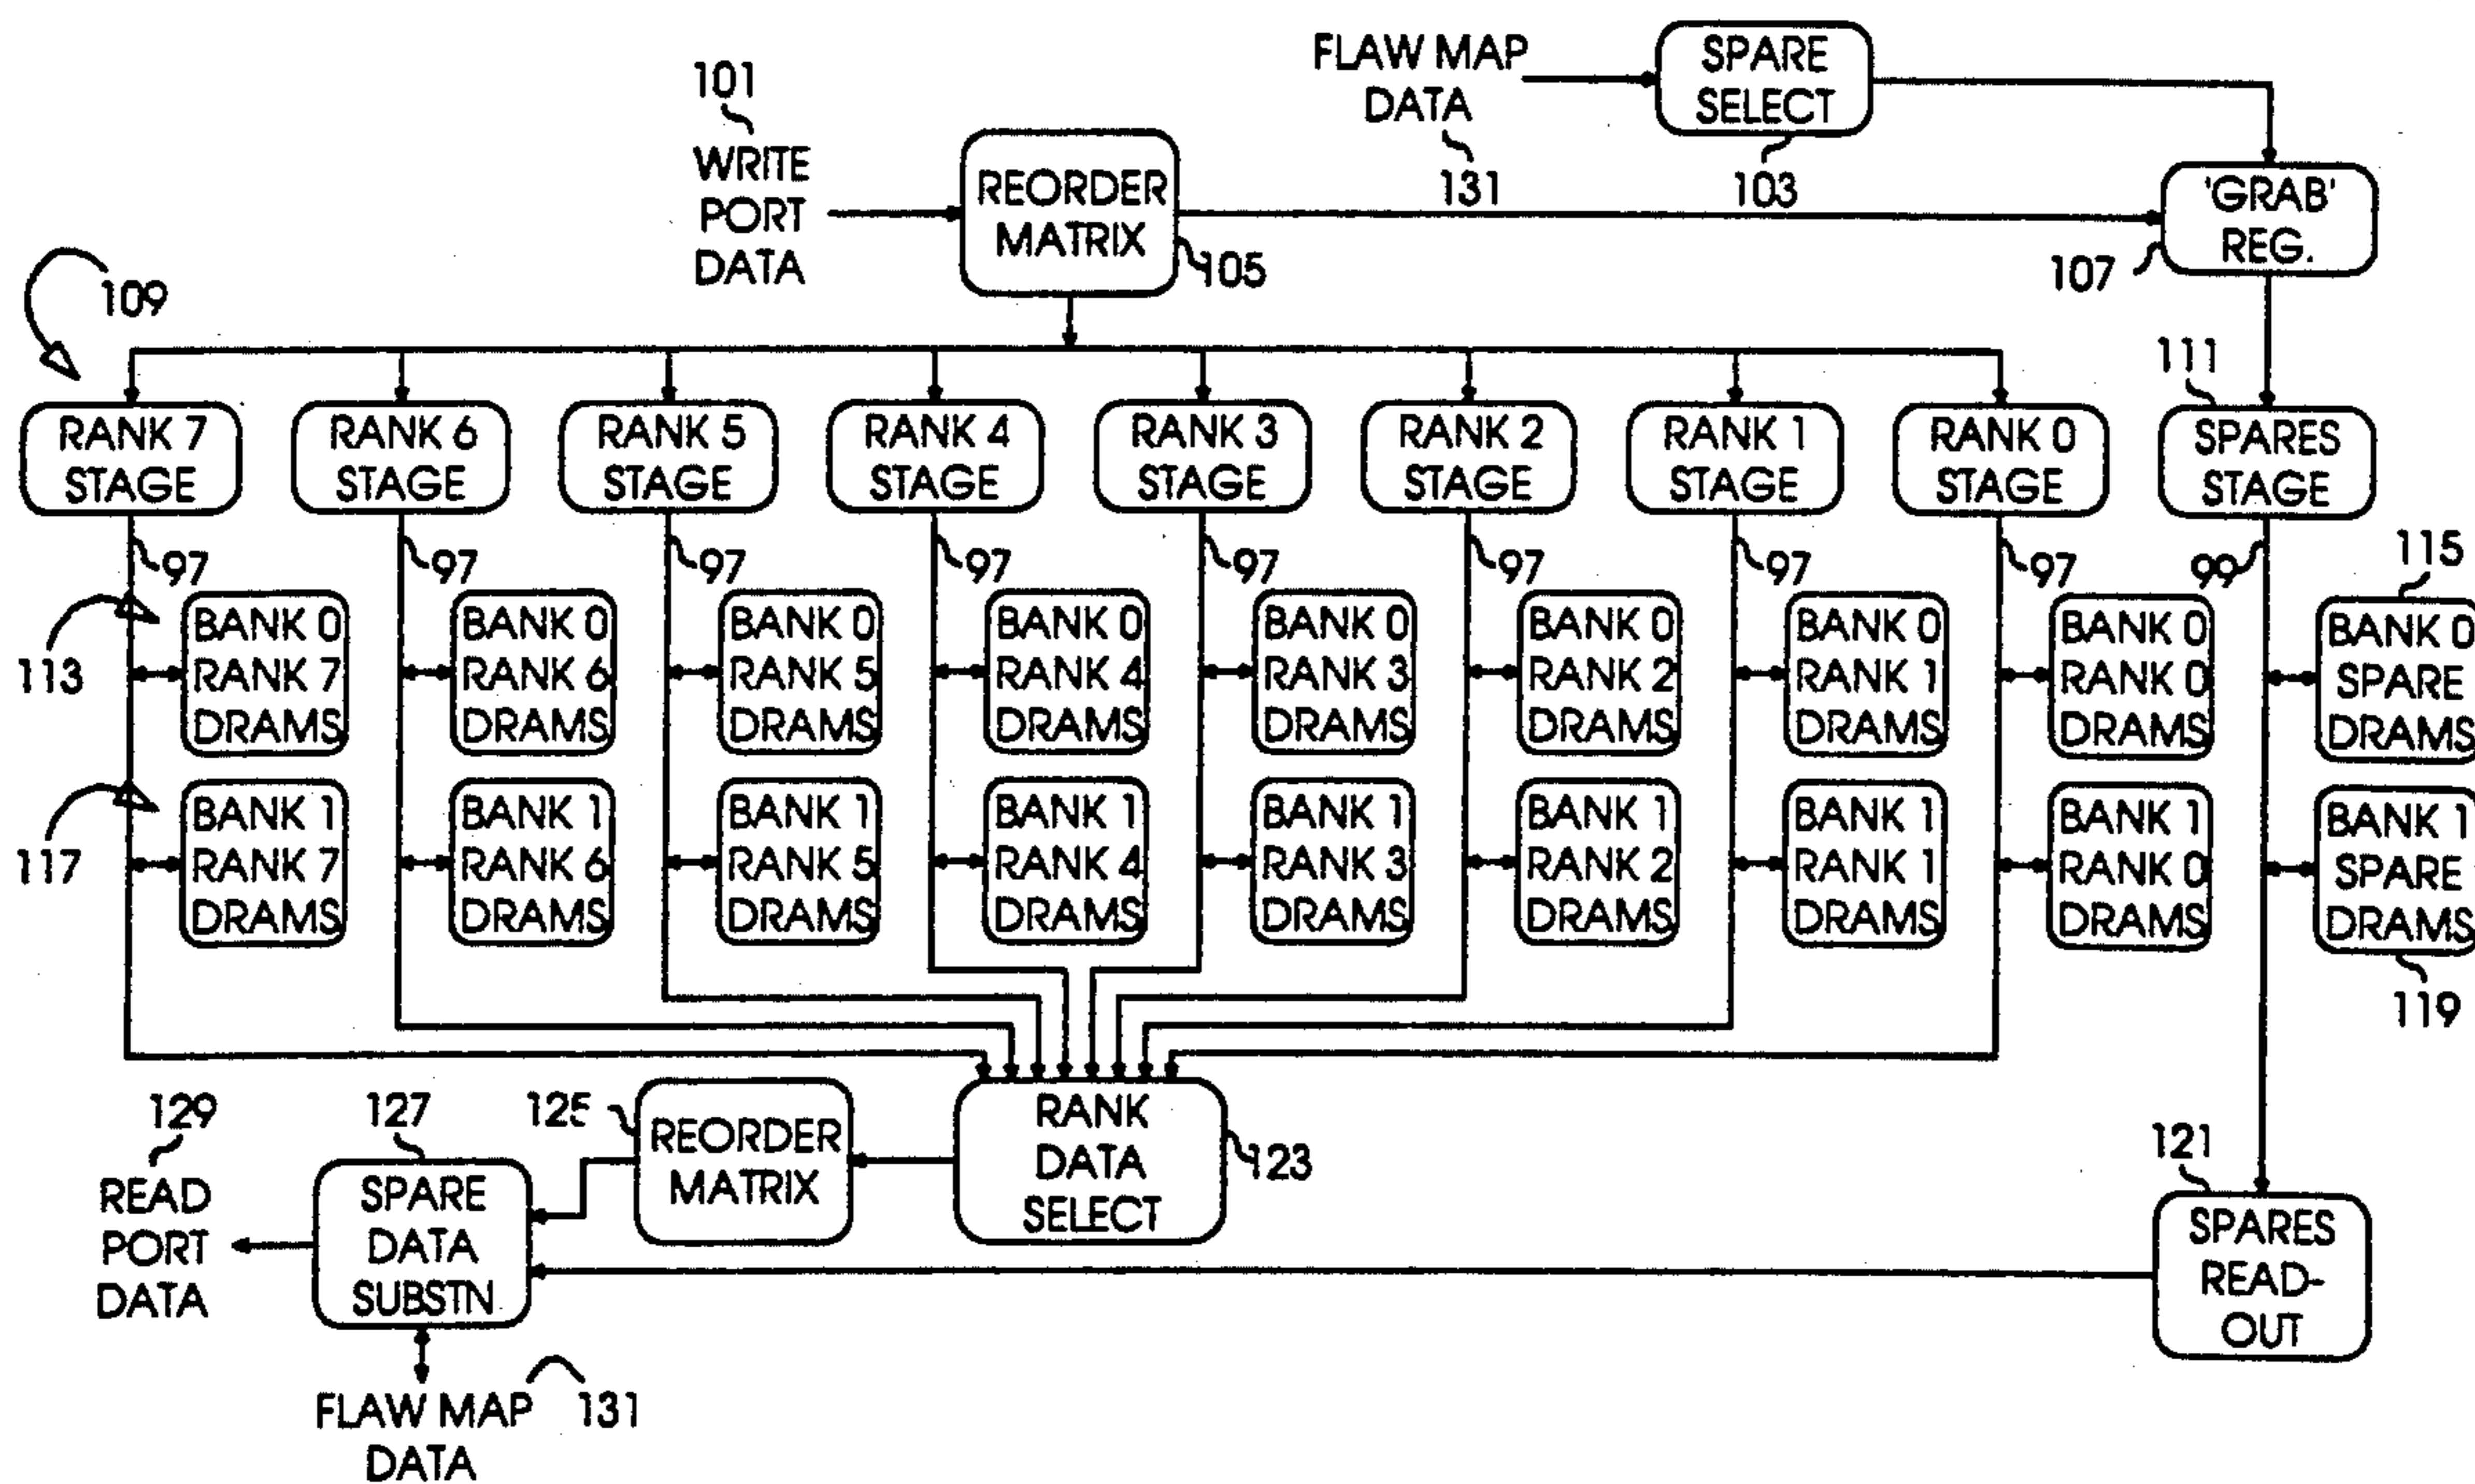 FLAW MAP
DATA
131
SPARE
SELECT
103
101
WRITE
PORT
DATA
REORDER
MATRIX
105
'GRAB'
REG.
107
109
111
RANK 7
STAGE
RANK 6
STAGE
RANK 5
STAGE
RANK 4
STAGE
RANK 3
STAGE
RANK 2
STAGE
RANK 1
STAGE
RANK 0
STAGE
SPARES
STAGE
97
97
97
97
97
97
97
97
99
115
113
BANK 0
RANK 7
DRAMS
BANK 0
RANK 6
DRAMS
BANK 0
RANK 5
DRAMS
BANK 0
RANK 4
DRAMS
BANK 0
RANK 3
DRAMS
BANK 0
RANK 2
DRAMS
BANK 0
RANK 1
DRAMS
BANK 0
RANK 0
DRAMS
BANK 0
SPARE
DRAMS
117
BANK 1
RANK 7
DRAMS
BANK 1
RANK 6
DRAMS
BANK 1
RANK 5
DRAMS
BANK 1
RANK 4
DRAMS
BANK 1
RANK 3
DRAMS
BANK 1
RANK 2
DRAMS
BANK 1
RANK 1
DRAMS
BANK 1
RANK 0
DRAMS
BANK 1
SPARE
DRAMS
119
129
READ
PORT
DATA
127
SPARE
DATA
SUBSTN
125
REORDER
MATRIX
RANK
DATA
SELECT
123
121
SPARES
READ-
OUT
FLAW MAP
DATA
131